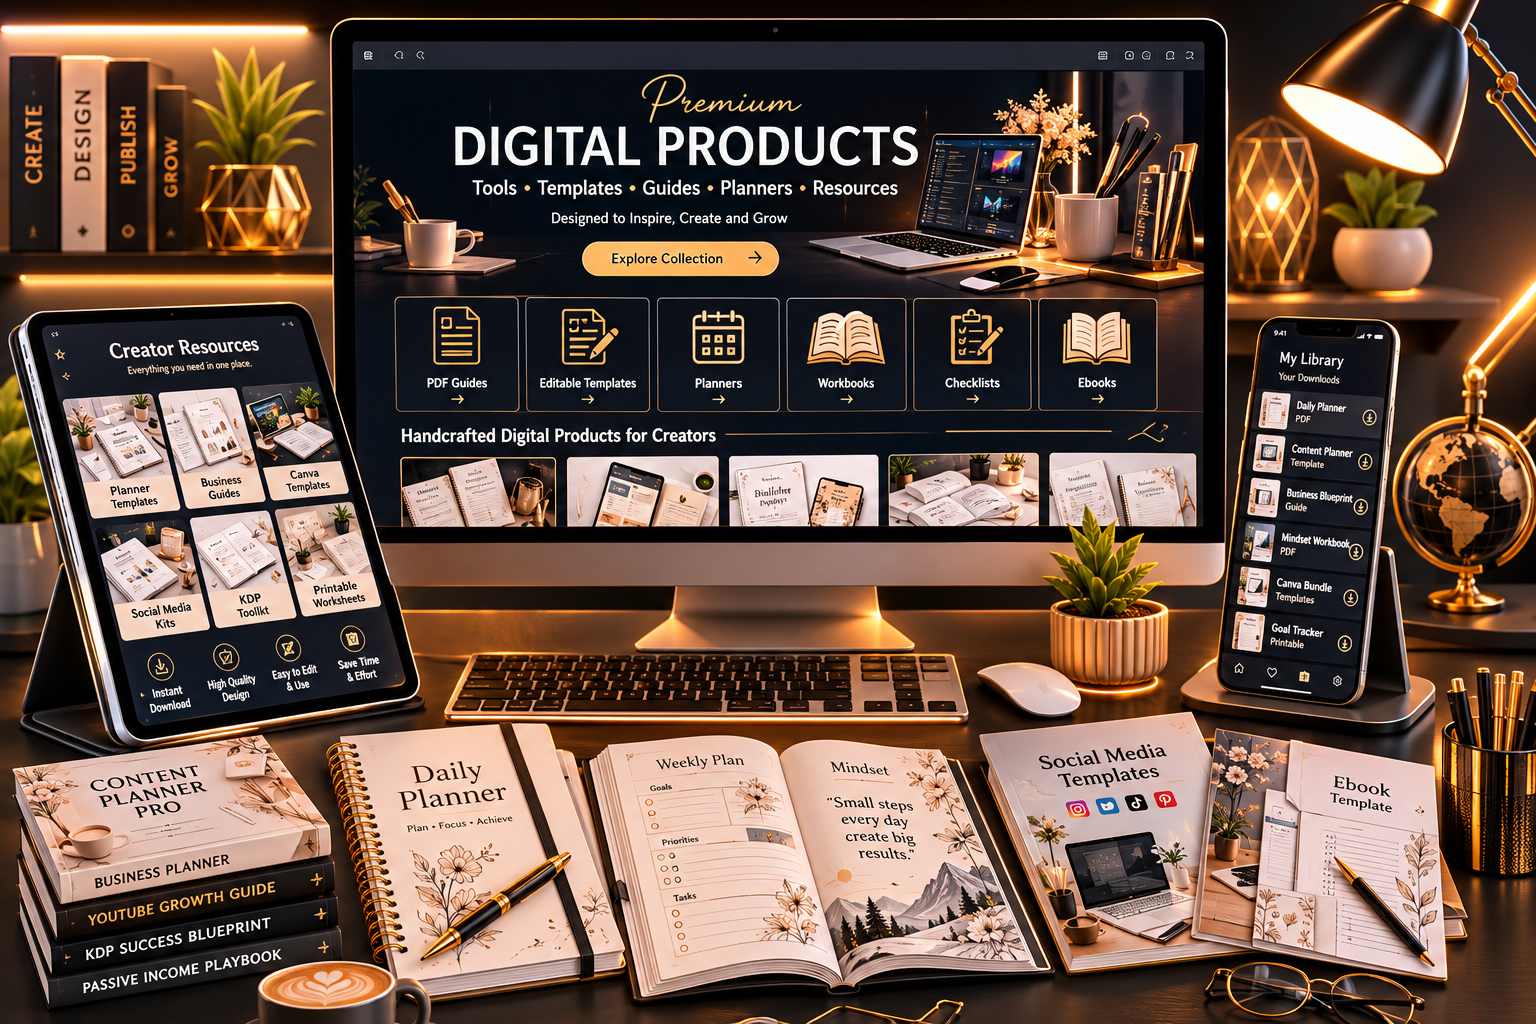 CREATE
DESIGN
PUBLISH
GROW
Premium
DIGITAL PRODUCTS
Tools • Templates • Guides • Planners • Resources
Designed to Inspire, Create and Grow
Explore Collection →
PDF Guides
→
Editable Templates
→
Planners
→
Workbooks
→
Checklists
→
Ebooks
→
Handcrafted Digital Products for Creators
Creator Resources
Everything you need in one place.
Planner
Templates
Business
Guides
Canva
Templates
Social Media
Kits
KDP
Toolkt
Printable
Worksheets
Instant
Download
High Quality
Design
Easy to Edit
& Use
Save Time
& Effort
9:41
My Library
Your Downloads
Daily Planner
PDF
Content Planner
Template
Business Blueprint
Guide
Mindset Workbook
PDF
Canva Bundle
Templates
Goal Tracker
Printable
CONTENT
PLANNER
PRO
BUSINESS PLANNER
YOUTUBE GROWTH GUIDE
KDP SUCCESS BLUEPRINT
PASSIVE INCOME PLAYBOOK
Daily
Planner
Plan • Focus • Achieve
Weekly Plan
Goals
Priorities
Tasks
Mindset
“Small steps
every day
create big
results.”
Social Media
Templates
Ebook
Template